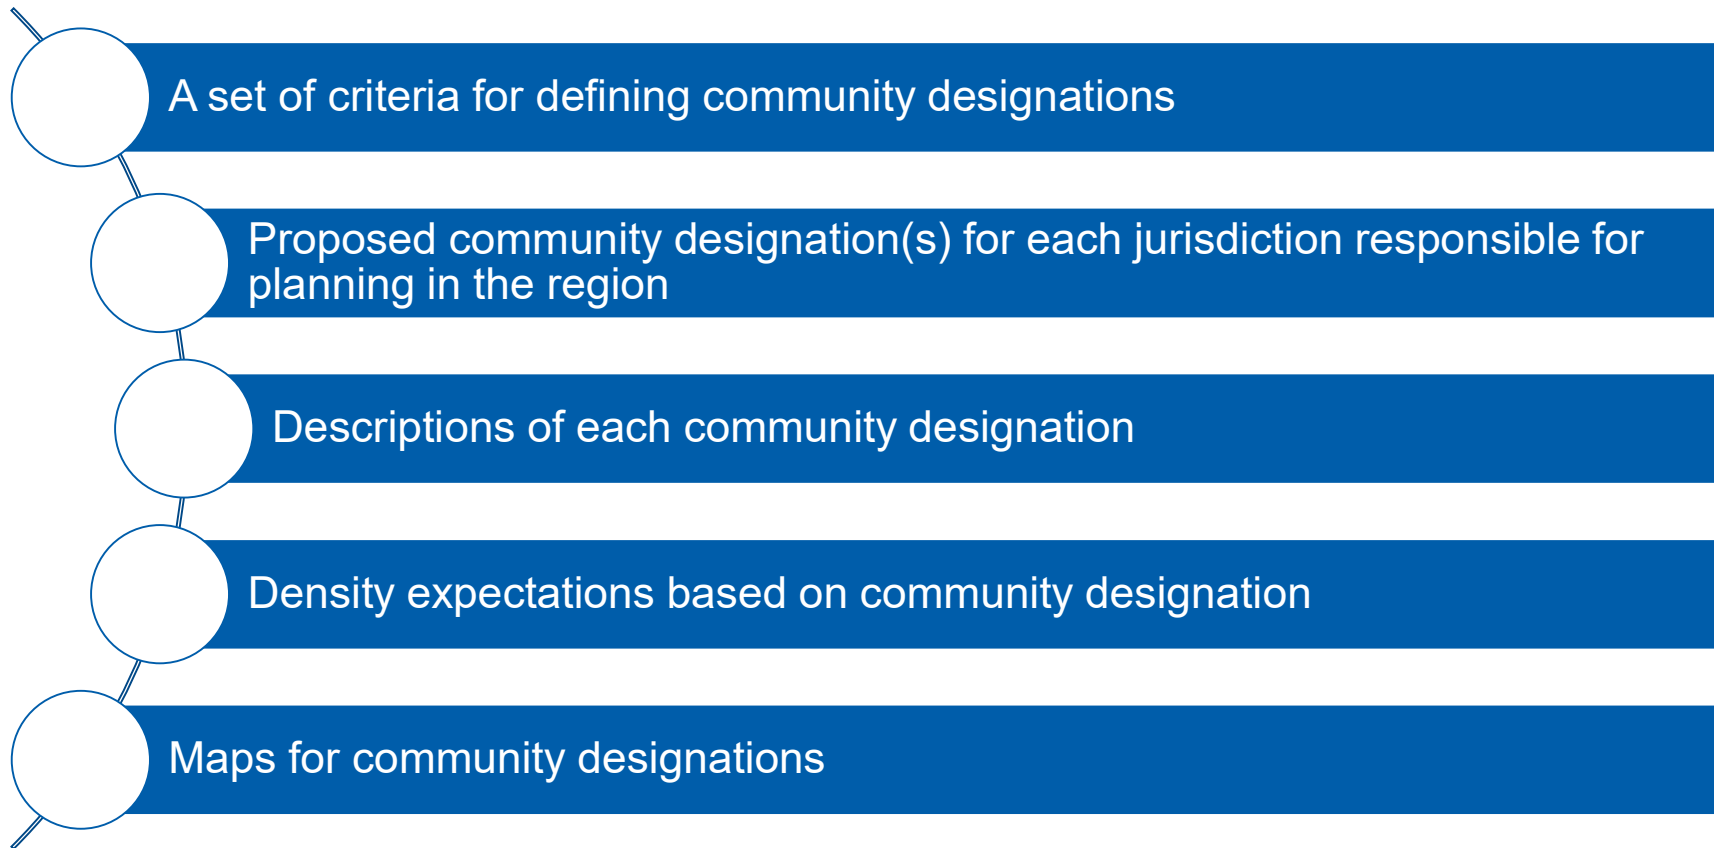 A set of criteria for defining community designations
Proposed community designation(s) for each jurisdiction responsible for
planning in the region
Descriptions of each community designation
Density expectations based on community designation
Maps for community designations